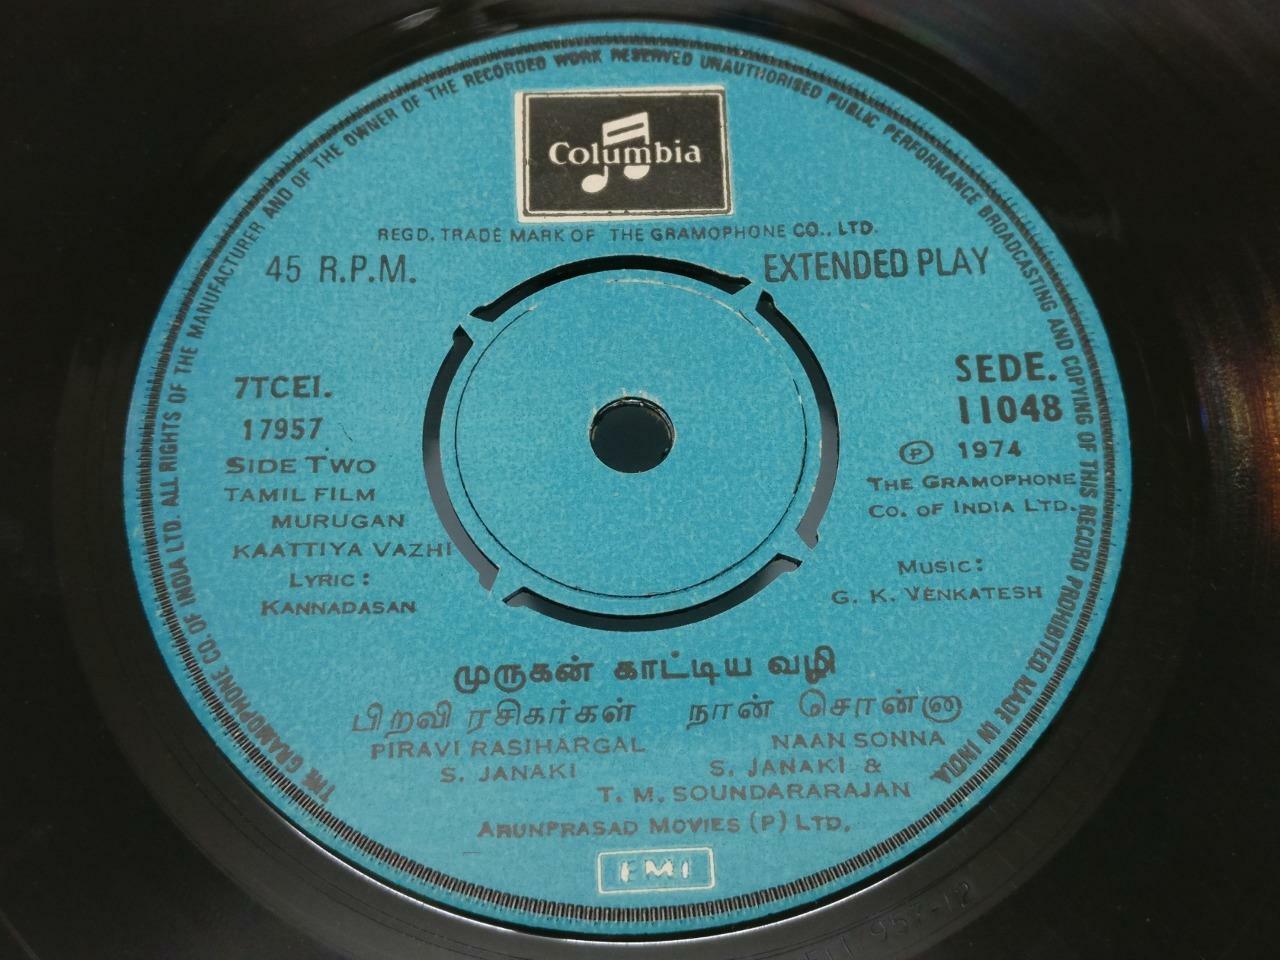 THE GRAMOPHONE CO. OF INDIA LTD. ALL RIGHTS OF THE MANUFACTURER AND OF THE OWNER OF THE RECORDED WORK RESERVED UNAUTHORISED PUBLIC PERFORMANCE BROADCASTING AND COPYING OF THIS RECORD PROHIBITED. MADE IN INDIA
Columbia
REGD. TRADE MARK OF THE GRAMOPHONE CO., LTD.
45 R.P.M.
EXTENDED PLAY
7TCEI.
17957
SIDE TWO
TAMIL FILM
MURUGAN
KAATTIYA VAZHI
LYRIC:
KANNADASAN
SEDE.
11048
Ⓟ 1974
THE GRAMOPHONE
CO. OF INDIA LTD.
MUSIC:
G. K. VENKATESH
முருகன் காட்டிய வழி
பிறவி ரசிகர்கள் நான் சொன்னா
PIRAVI RASIHARGAL NAAN SONNA
S. JANAKI S. JANAKI &
T. M. SOUNDARARAJAN
ARUNPRASAD MOVIES (P) LTD.
EMI